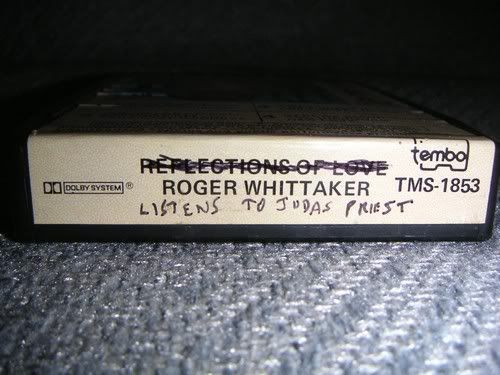 REFLECTIONS OF LOVE
tembo
DOLBY SYSTEM ®
ROGER WHITTAKER
TMS-1853
LISTENS TO JUDAS PRIEST